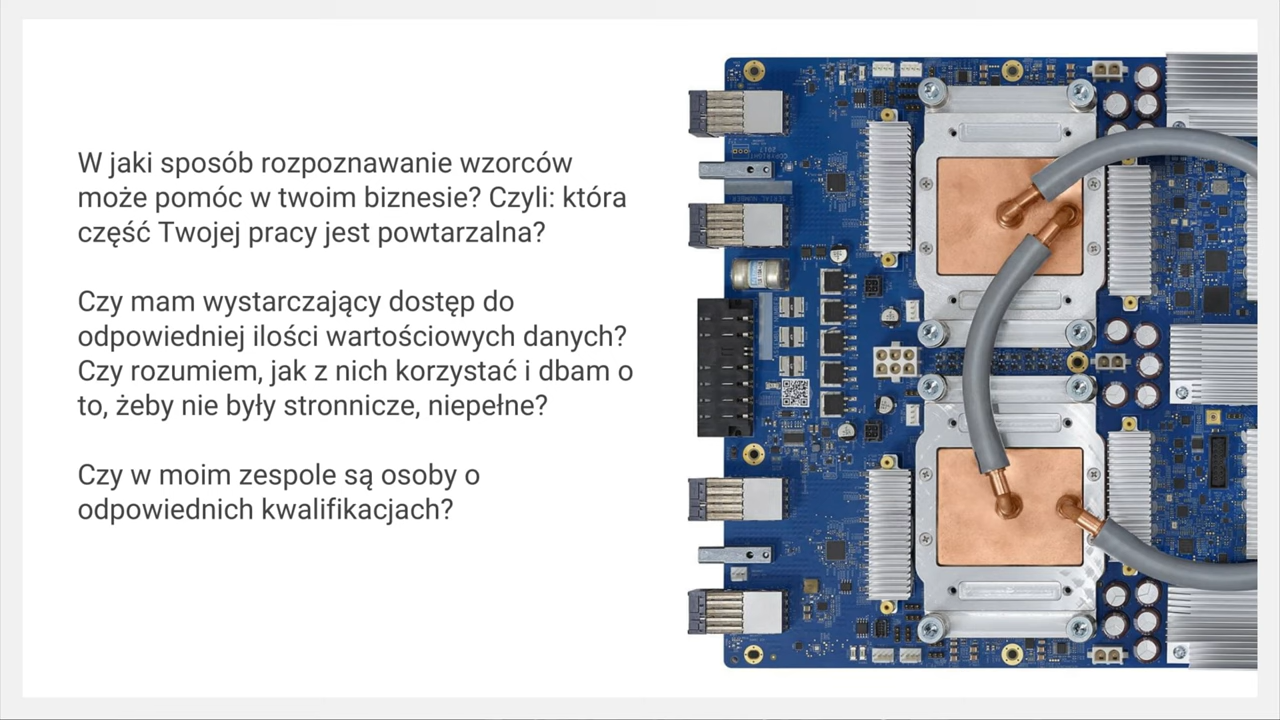 W jaki sposób rozpoznawanie wzorców
może pomóc w twoim biznesie? Czyli: która
część Twojej pracy jest powtarzalna?
Czy mam wystarczający dostęp do
odpowiedniej ilości wartościowych danych?
Czy rozumiem, jak z nich korzystać i dbam o
to, żeby nie były stronnicze, niepełne?
Czy w moim zespole są osoby o
odpowiednich kwalifikacjach?